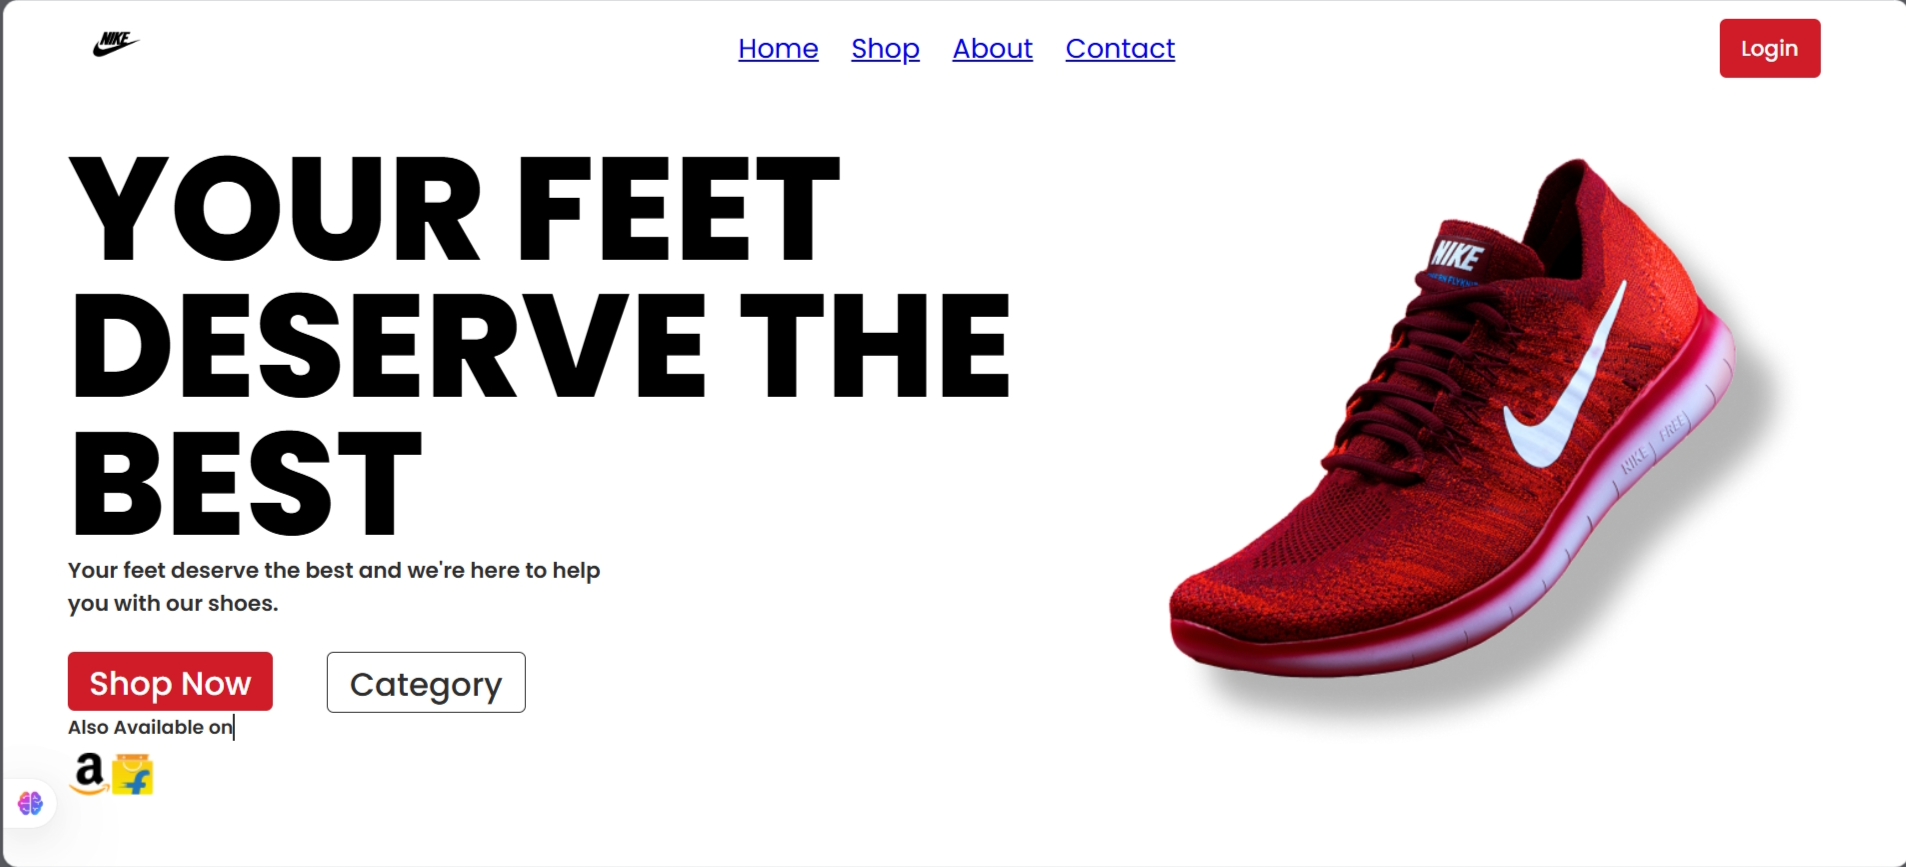 NIKE
Home Shop About Contact
Login
YOUR FEET
DESERVE THE
BEST
Your feet deserve the best and we're here to help
you with our shoes.
Shop Now Category
Also Available on
a
f
NIKE
NIKE FREE